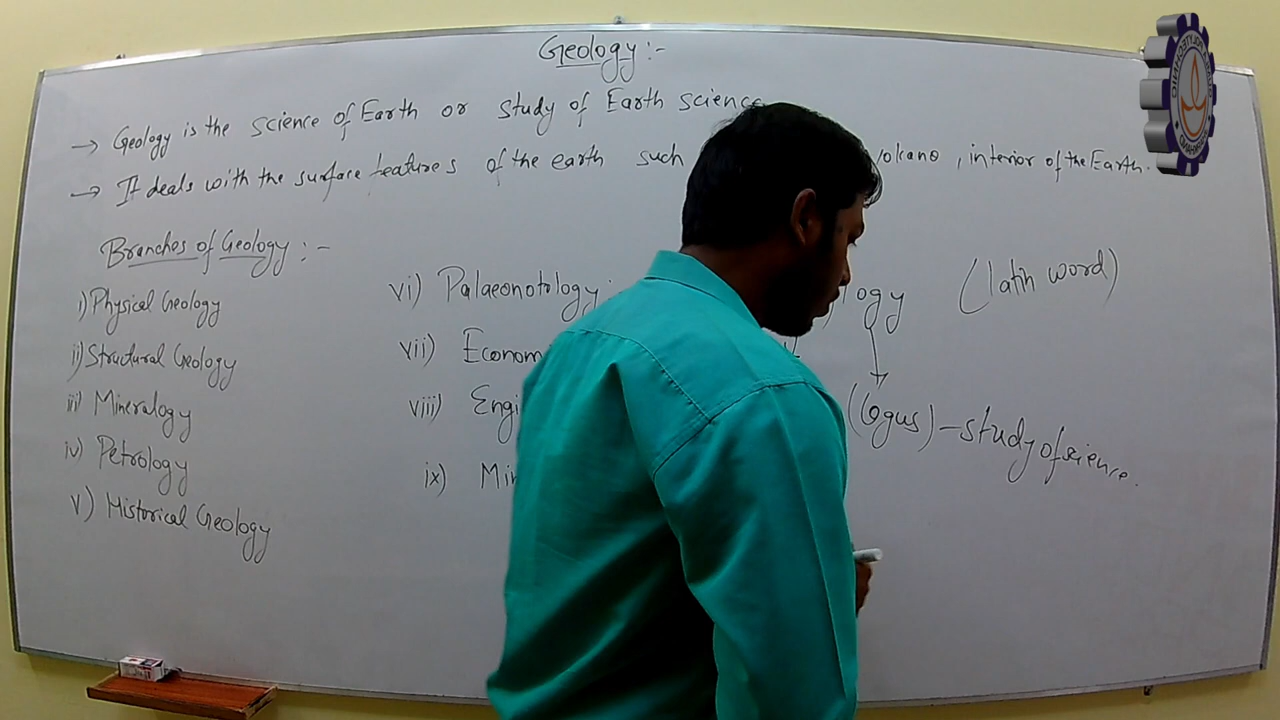 Geology :-
→ Geology is the science of Earth or study of Earth science
→ It deals with the surface features of the earth such volcano , interior of the Earth.
Branches of Geology : -
i) Physical Geology
ii) Structural Geology
iii) Mineralogy
iv) Petrology
v) Historical Geology
vi) Palaeonotology
vii) Econom
viii) Engi
ix) Min
logy (latin word)
(logus) - study of science.